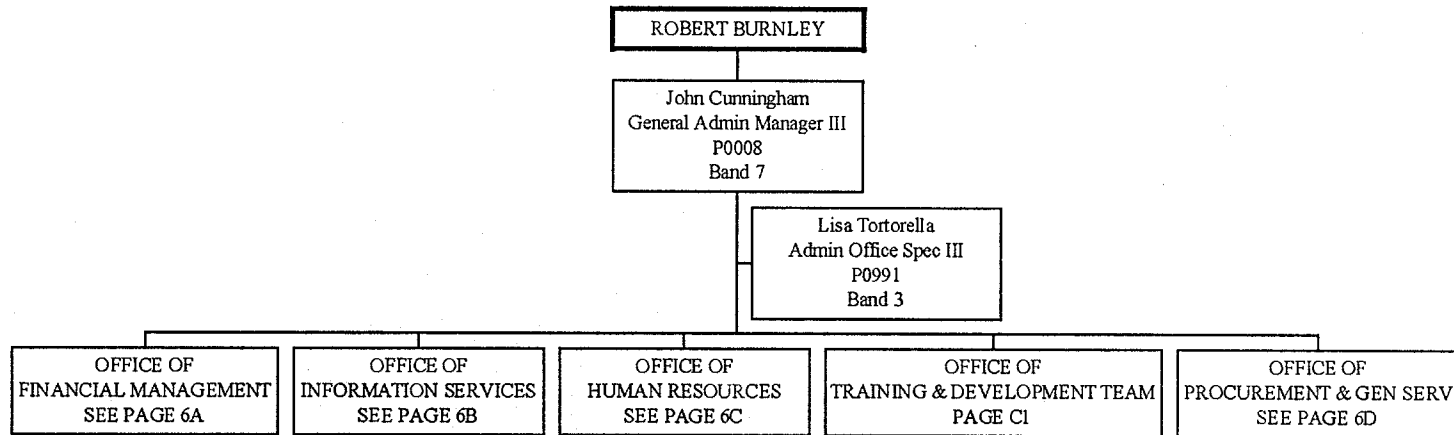 ROBERT BURNLEY
John Cunningham
General Admin Manager III
P0008
Band 7
Lisa Tortorella
Admin Office Spec III
P0991
Band 3
OFFICE OF
FINANCIAL MANAGEMENT
SEE PAGE 6A
OFFICE OF
INFORMATION SERVICES
SEE PAGE 6B
OFFICE OF
HUMAN RESOURCES
SEE PAGE 6C
OFFICE OF
TRAINING & DEVELOPMENT TEAM
PAGE C1
OFFICE OF
PROCUREMENT & GEN SERV
SEE PAGE 6D